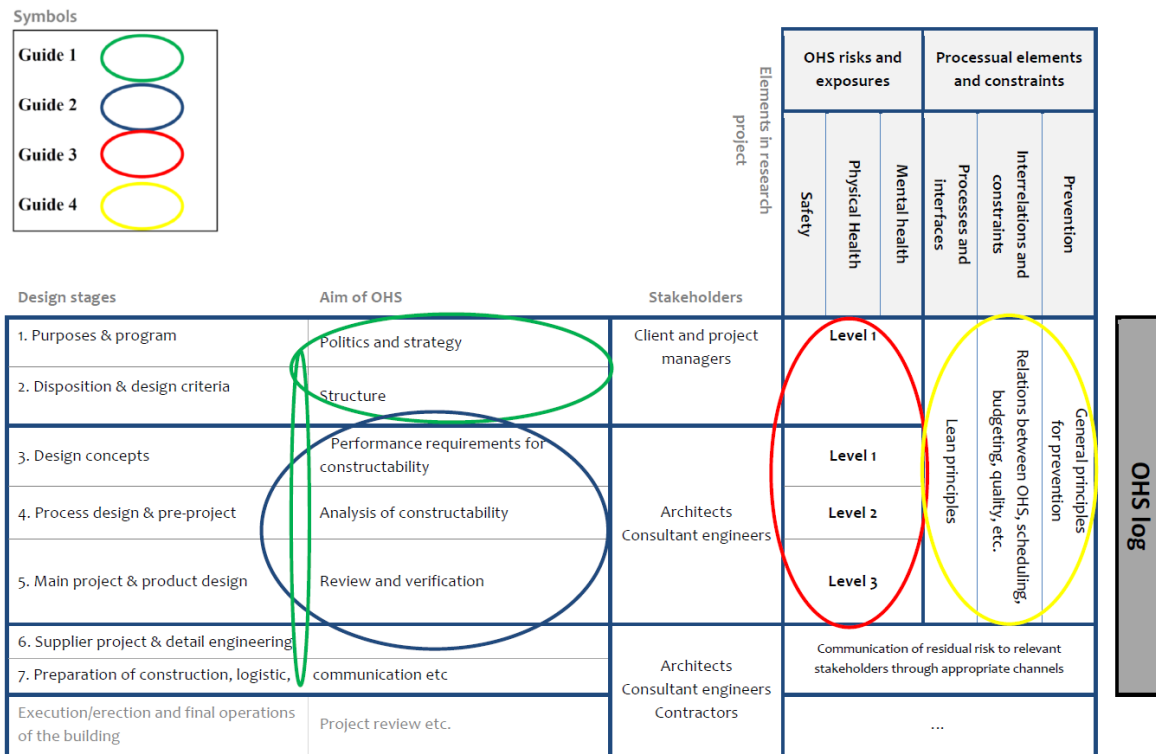 Symbols
Guide 1
Guide 2
Guide 3
Guide 4
Elements in research
project
OHS risks and
exposures
Processual elements
and constraints
Safety
Physical Health
Mental health
Processes and
interfaces
Interrelations and
constraints
Prevention
Design stages
Aim of OHS
Stakeholders
1. Purposes & program
Politics and strategy
Client and project
managers
Level 1
2. Disposition & design criteria
Structure
3. Design concepts
Performance requirements for
constructability
Architects
Consultant engineers
Level 1
4. Process design & pre-project
Analysis of constructability
Level 2
5. Main project & product design
Review and verification
Level 3
Lean principles
Relations between OHS, scheduling,
budgeting, quality, etc.
General principles
for prevention
OHS log
6. Supplier project & detail engineering
7. Preparation of construction, logistic, communication etc
Architects
Consultant engineers
Contractors
Communication of residual risk to relevant
stakeholders through appropriate channels
Execution/erection and final operations
of the building
Project review etc.
...